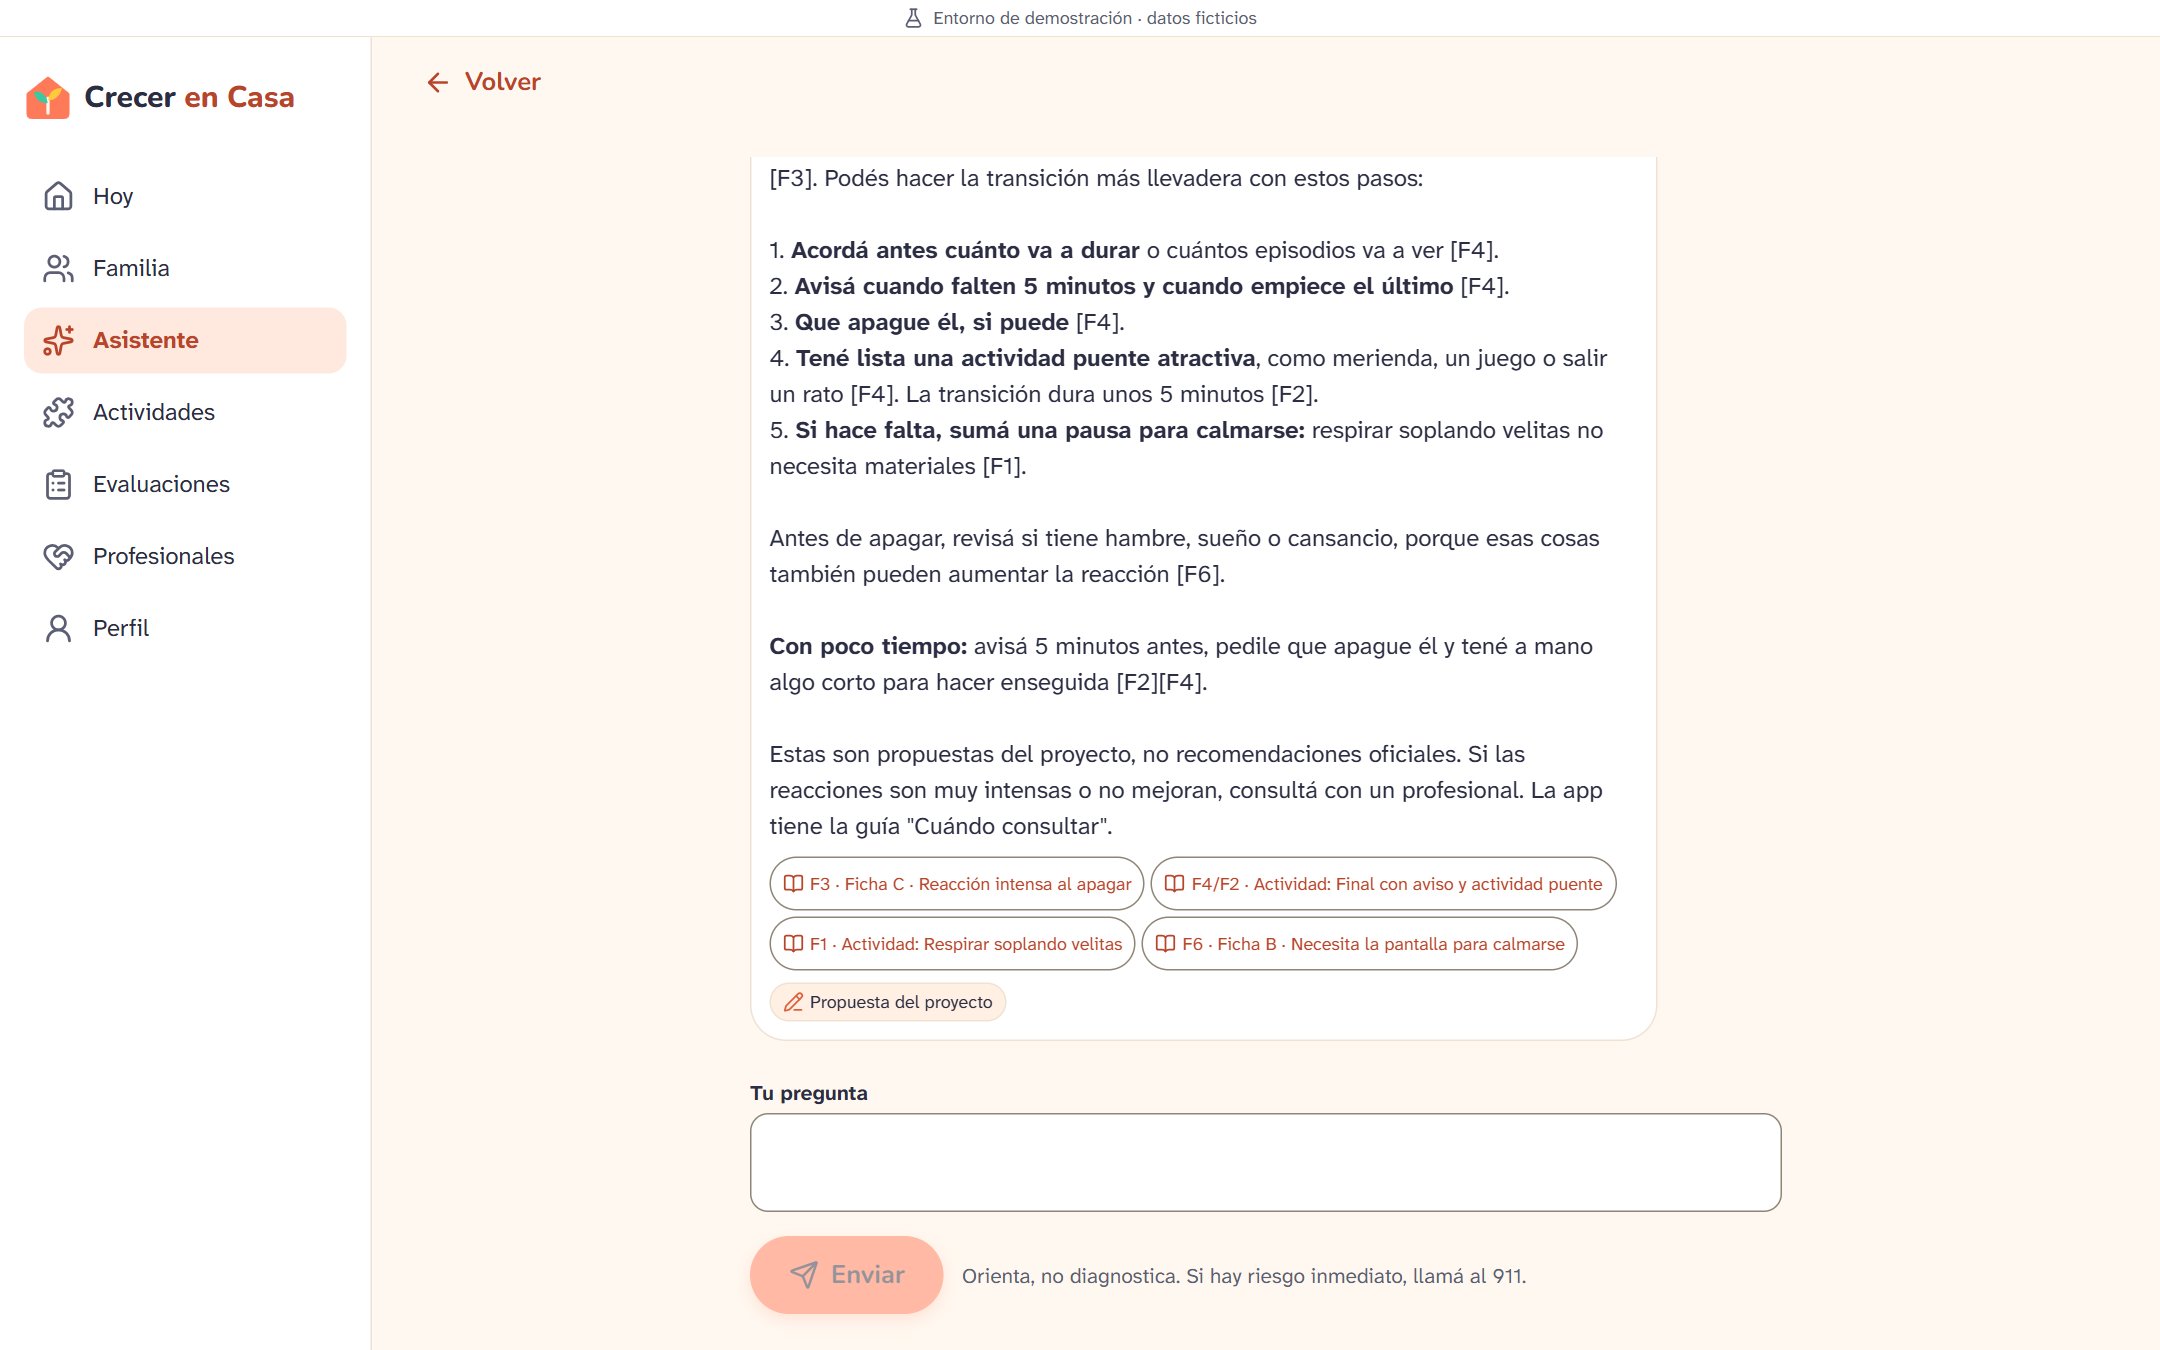 Entorno de demostración · datos ficticios
Crecer en Casa
Volver
Hoy
Familia
Asistente
Actividades
Evaluaciones
Profesionales
Perfil
[F3]. Podés hacer la transición más llevadera con estos pasos:
1. Acordá antes cuánto va a durar o cuántos episodios va a ver [F4].
2. Avisá cuando falten 5 minutos y cuando empiece el último [F4].
3. Que apague él, si puede [F4].
4. Tené lista una actividad puente atractiva, como merienda, un juego o salir
un rato [F4]. La transición dura unos 5 minutos [F2].
5. Si hace falta, sumá una pausa para calmarse: respirar soplando velitas no
necesita materiales [F1].
Antes de apagar, revisá si tiene hambre, sueño o cansancio, porque esas cosas
también pueden aumentar la reacción [F6].
Con poco tiempo: avisá 5 minutos antes, pedile que apague él y tené a mano
algo corto para hacer enseguida [F2][F4].
Estas son propuestas del proyecto, no recomendaciones oficiales. Si las
reacciones son muy intensas o no mejoran, consultá con un profesional. La app
tiene la guía "Cuándo consultar".
F3 · Ficha C · Reacción intensa al apagar
F4/F2 · Actividad: Final con aviso y actividad puente
F1 · Actividad: Respirar soplando velitas
F6 · Ficha B · Necesita la pantalla para calmarse
Propuesta del proyecto
Tu pregunta
Enviar
Orienta, no diagnostica. Si hay riesgo inmediato, llamá al 911.